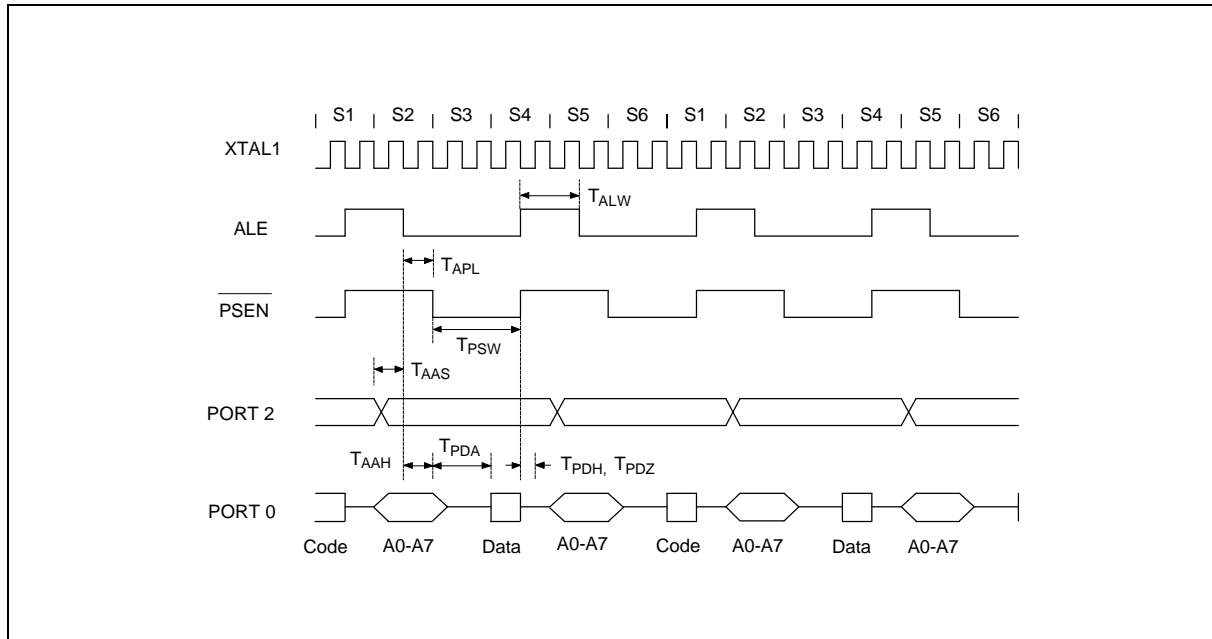 S1 S2 S3 S4 S5 S6 S1 S2 S3 S4 S5 S6
XTAL1
TALW
ALE
TAPL
PSEN
TPSW
TAAS
PORT 2
TAAH TPDA TPDH, TPDZ
PORT 0
Code A0-A7 Data A0-A7 Code A0-A7 Data A0-A7